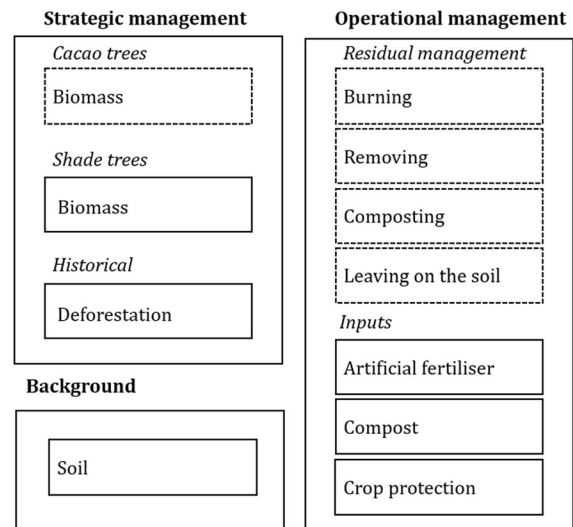 Strategic management
Cacao trees
Biomass
Shade trees
Biomass
Historical
Deforestation
Background
Soil
Operational management
Residual management
Burning
Removing
Composting
Leaving on the soil
Inputs
Artificial fertiliser
Compost
Crop protection